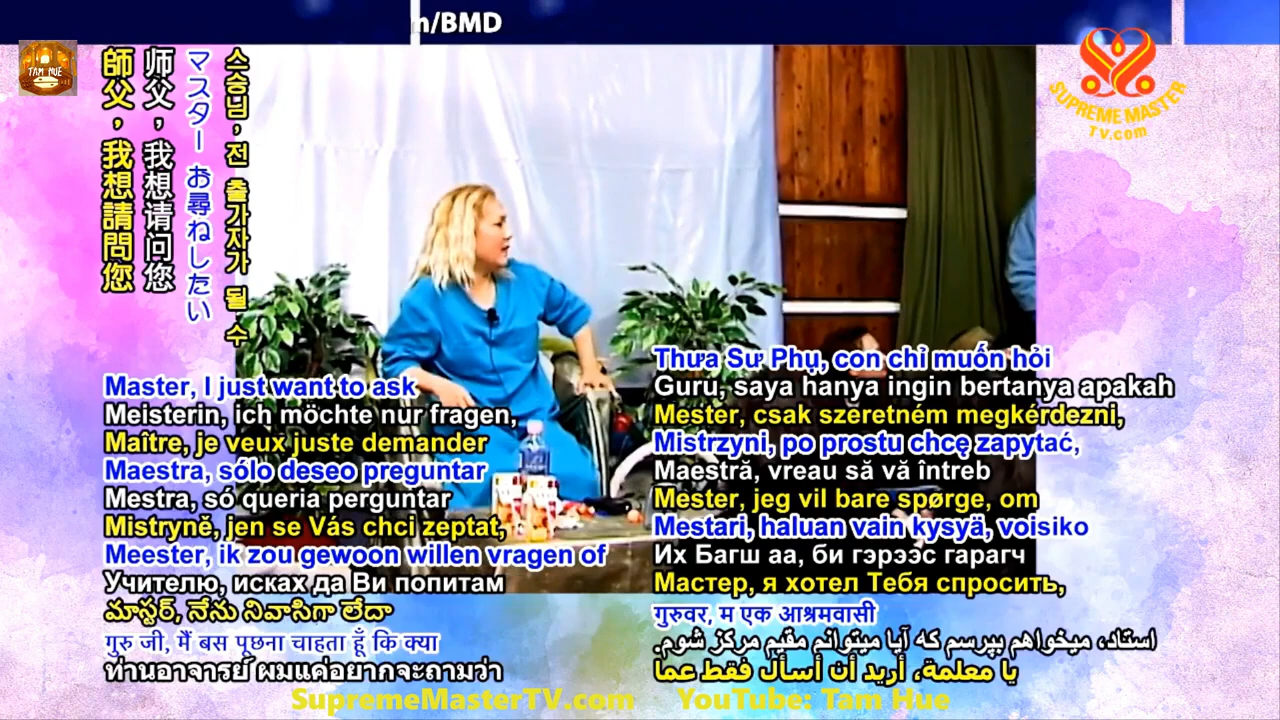 n/BMD
TAM HUE
SUPREME MASTER
TV.com
師父，我想請問您
师父，我想请问您
マスター お尋ねしたい
스승님, 전 출가자가 될 수
Master, I just want to ask
Meisterin, ich möchte nur fragen,
Maître, je veux juste demander
Maestra, sólo deseo preguntar
Mestra, só queria perguntar
Mistryně, jen se Vás chci zeptat,
Meester, ik zou gewoon willen vragen of
Учителю, исках да Ви попитам
మాస్టర్, నేను నివాసిగా లేదా
गुरु जी, मैं बस पूछना चाहता हूँ कि क्या
ท่านอาจารย์ ผมแค่อยากจะถามว่า
Thưa Sư Phụ, con chỉ muốn hỏi
Guru, saya hanya ingin bertanya apakah
Mester, csak szeretném megkérdezni,
Mistrzyni, po prostu chcę zapytać,
Maestră, vreau să vă întreb
Mester, jeg vil bare spørge, om
Mestari, haluan vain kysyä, voisiko
Их Багш аа, би гэрээс гарагч
Мастер, я хотел Тебя спросить,
गुरुवर, म एक आश्रमवासी
استاد، میخواهم بپرسم که آیا میتوانم مقیم مرکز شوم.
يا معلمة، أريد أن أسأل فقط عما
SupremeMasterTV.com
YouTube: Tam Hue